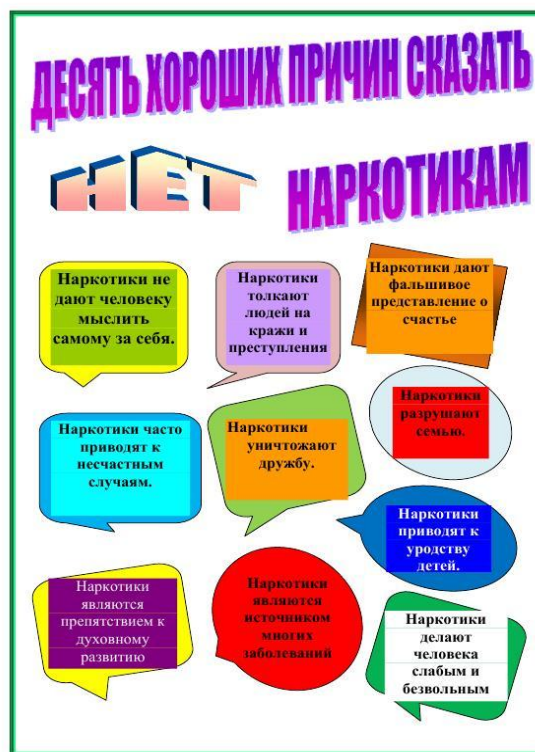 ДЕСЯТЬ ХОРОШИХ ПРИЧИН СКАЗАТЬ
НЕТ
НАРКОТИКАМ
Наркотики не
дают человеку
мыслить
самому за себя.
Наркотики
толкают
людей на
кражи и
преступления
Наркотики дают
фальшивое
представление о
счастье
Наркотики часто
приводят к
несчастным
случаям.
Наркотики
уничтожают
дружбу.
Наркотики
разрушают
семью.
Наркотики
приводят к
уродству
детей.
Наркотики
являются
препятствием к
духовному
развитию
Наркотики
являются
источником
многих
заболеваний
Наркотики
делают
человека
слабым и
безвольным